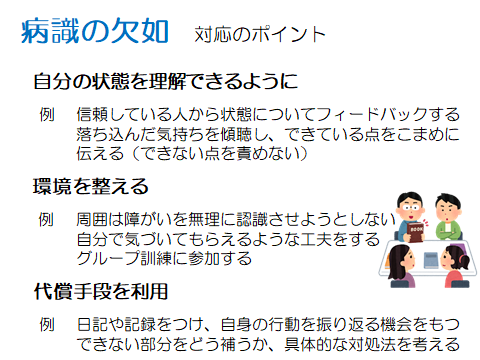 病識の欠如　対応のポイント
自分の状態を理解できるように
例　信頼している人から状態についてフィードバックする
落ち込んだ気持ちを傾聴し、できている点をこまめに
伝える（できない点を責めない）
環境を整える
例　周囲は障がいを無理に認識させようとしない
自分で気づいてもらえるような工夫をする
グループ訓練に参加する
BOOK
代償手段を利用
例　日記や記録をつけ、自身の行動を振り返る機会をもつ
できない部分をどう補うか、具体的な対処法を考える